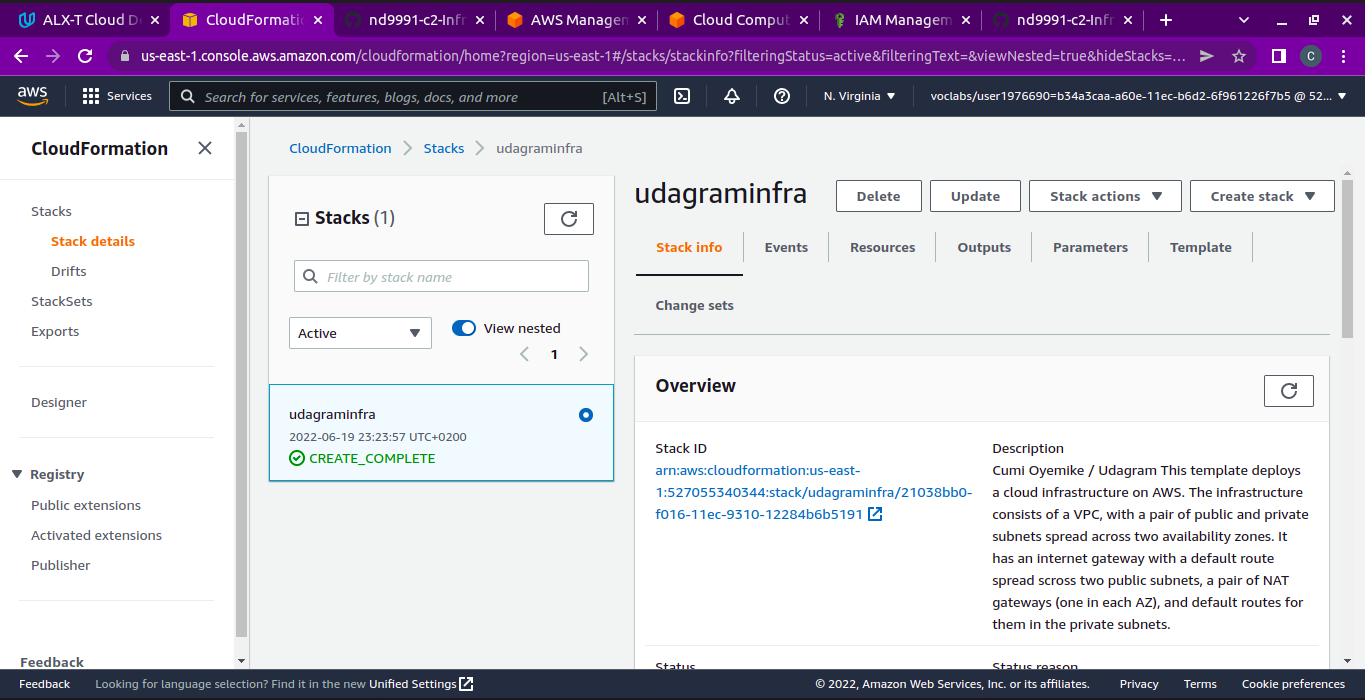 ALX-T Cloud D
CloudFormatio
nd9991-c2-Infr
AWS Managem
Cloud Comput
IAM Managem
nd9991-c2-Infr
us-east-1.console.aws.amazon.com/cloudformation/home?region=us-east-1#/stacks/stackinfo?filteringStatus=active&filteringText=&viewNested=true&hideStacks=...
C
aws
Services
Search for services, features, blogs, docs, and more
[Alt+S]
N. Virginia
voclabs/user1976690=b34a3caa-a60e-11ec-b6d2-6f961226f7b5 @ 52...
CloudFormation
Stacks
Stack details
Drifts
StackSets
Exports
Designer
Registry
Public extensions
Activated extensions
Publisher
Feedback
CloudFormation
Stacks
udagraminfra
Stacks (1)
Filter by stack name
Active
View nested
1
udagraminfra
2022-06-19 23:23:57 UTC+0200
CREATE_COMPLETE
udagraminfra
Delete
Update
Stack actions
Create stack
Stack info
Events
Resources
Outputs
Parameters
Template
Change sets
Overview
Stack ID
arn:aws:cloudformation:us-east-
1:527055340344:stack/udagraminfra/21038bb0-
f016-11ec-9310-12284b6b5191
Description
Cumi Oyemike / Udagram This template deploys
a cloud infrastructure on AWS. The infrastructure
consists of a VPC, with a pair of public and private
subnets spread across two availability zones. It
has an internet gateway with a default route
spread scross two public subnets, a pair of NAT
gateways (one in each AZ), and default routes for
them in the private subnets.
Status
Status reason
Feedback
Looking for language selection? Find it in the new Unified Settings
© 2022, Amazon Web Services, Inc. or its affiliates.
Privacy
Terms
Cookie preferences